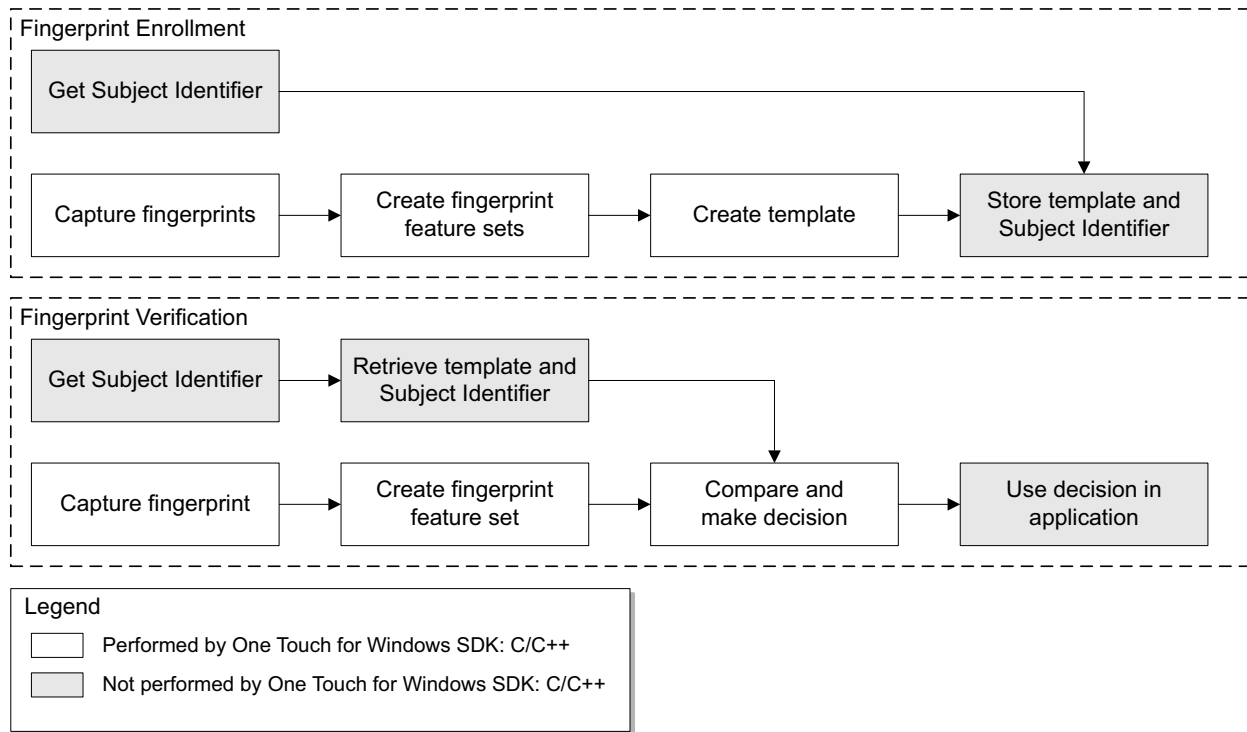 Fingerprint Enrollment
Get Subject Identifier
Capture fingerprints
Create fingerprint
feature sets
Create template
Store template and
Subject Identifier
Fingerprint Verification
Get Subject Identifier
Retrieve template and
Subject Identifier
Capture fingerprint
Create fingerprint
feature set
Compare and
make decision
Use decision in
application
Legend
Performed by One Touch for Windows SDK: C/C++
Not performed by One Touch for Windows SDK: C/C++